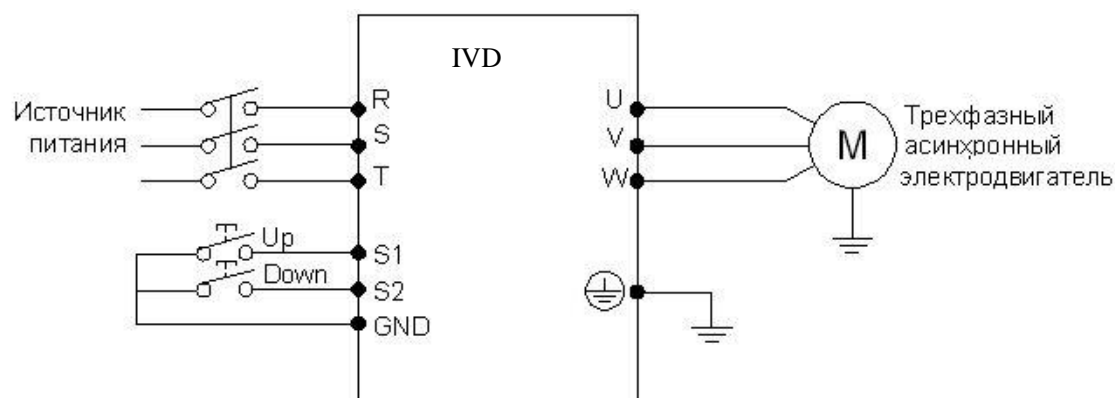 IVD
Источник
питания
R
S
T
U
V
W
M
Трехфазный
асинхронный
электродвигатель
Up
S1
Down
S2
GND